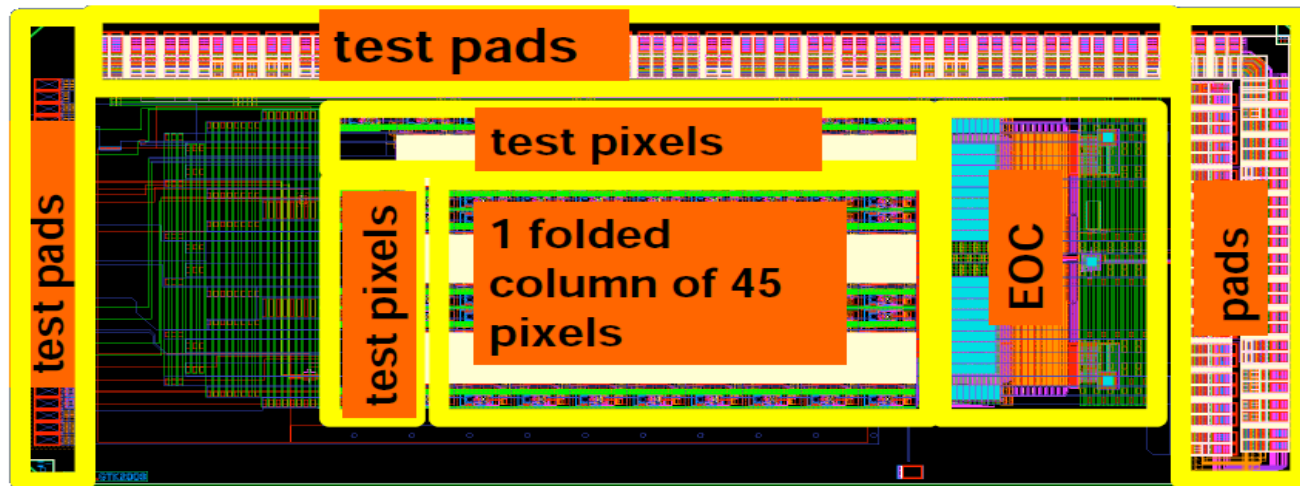 test pads
test pixels
test pads
test pixels
1 folded
column of 45
pixels
EOC
pads